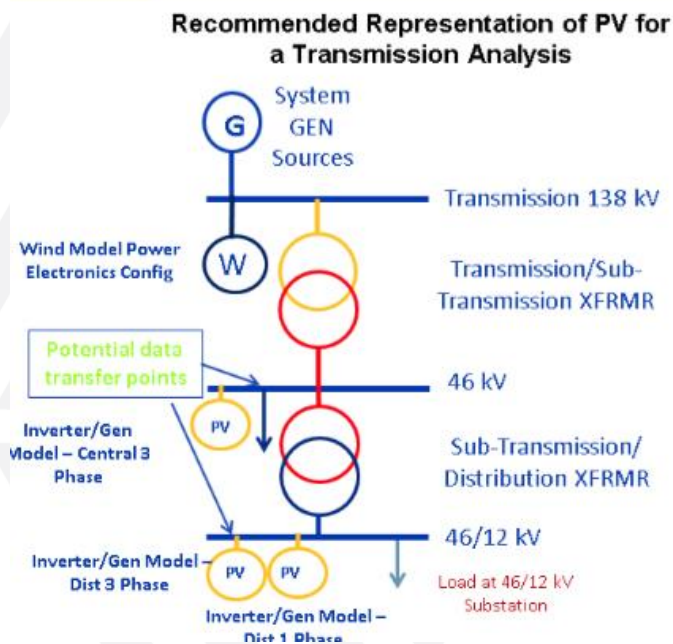 Recommended Representation of PV for
a Transmission Analysis
System
GEN
Sources
G
Transmission 138 kV
Wind Model Power
Electronics Config
W
Transmission/Sub-
Transmission XFRMR
Potential data
transfer points
46 kV
PV
Inverter/Gen
Model – Central 3
Phase
Sub-Transmission/
Distribution XFRMR
46/12 kV
Inverter/Gen Model –
Dist 3 Phase
PV
PV
Load at 46/12 kV
Substation
Inverter/Gen Model –
Dist 1 Phase